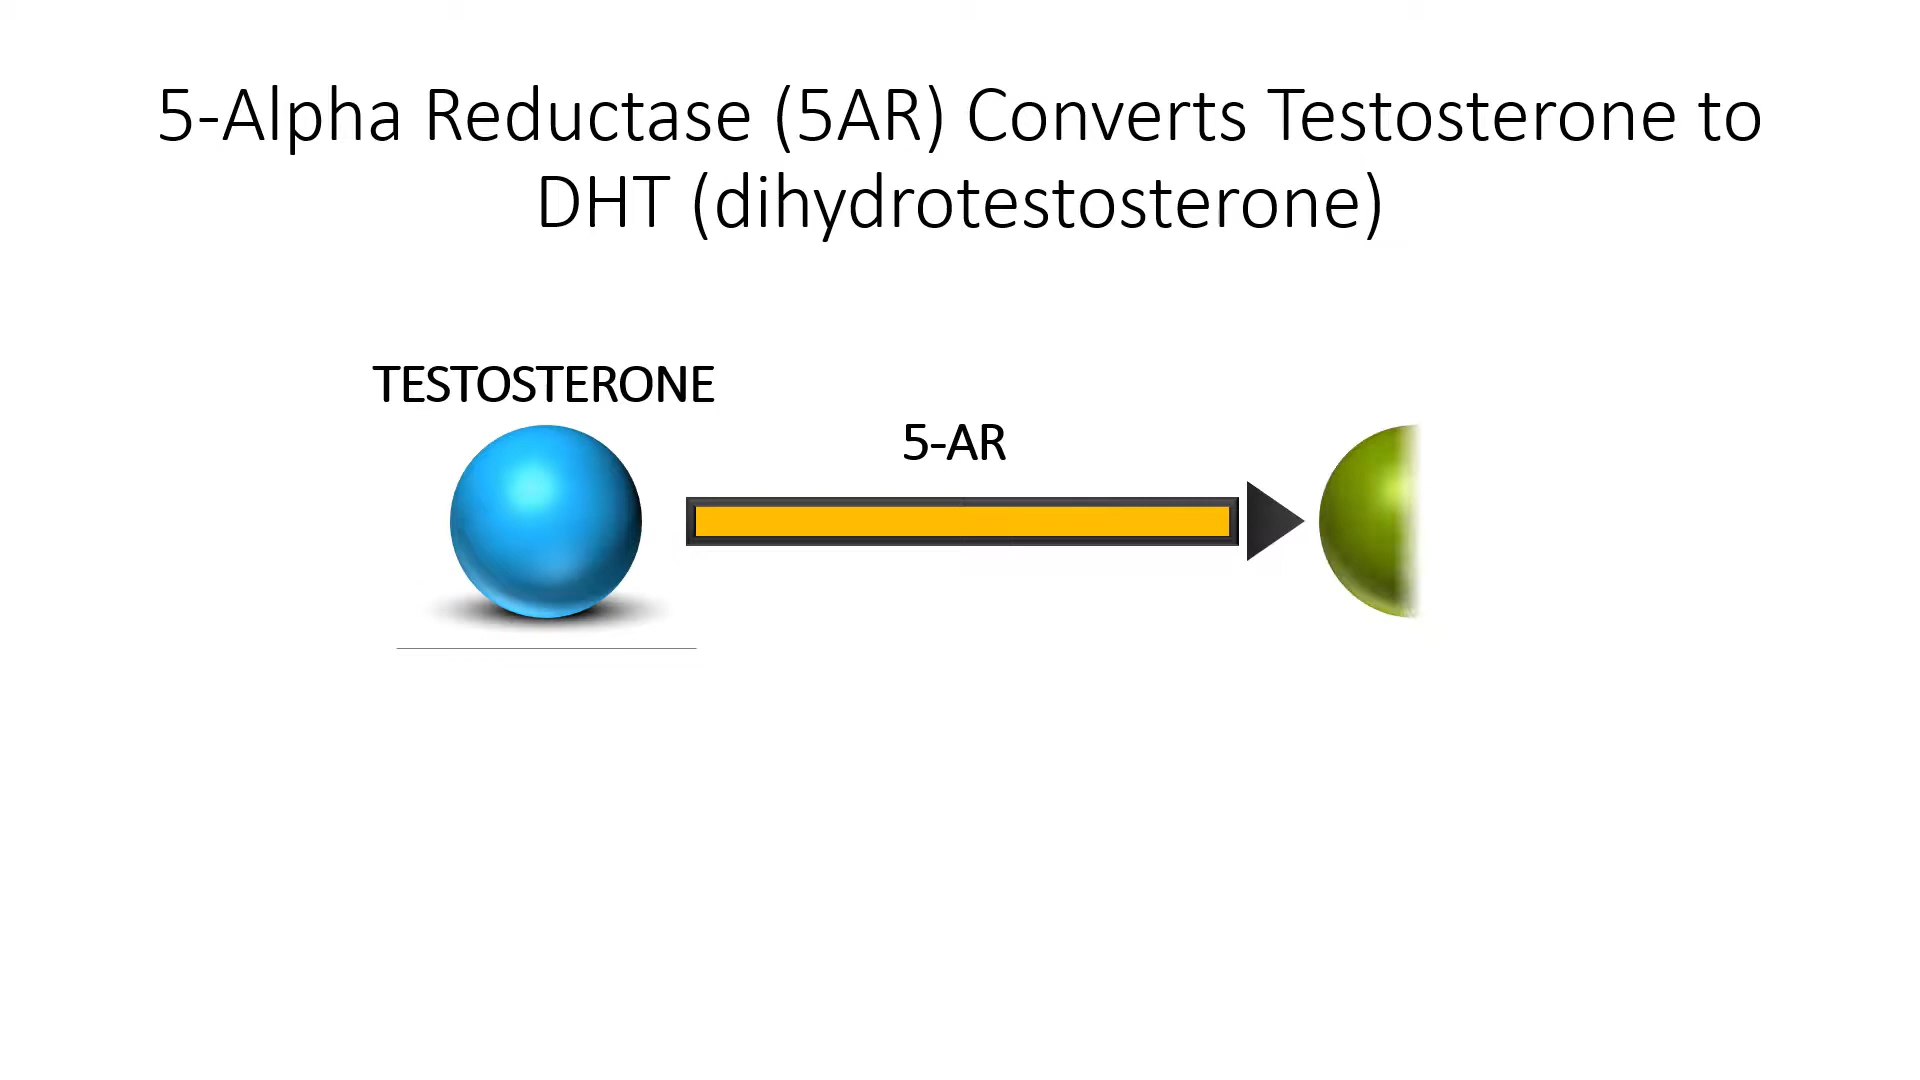 5-Alpha Reductase (5AR) Converts Testosterone to
DHT (dihydrotestosterone)
TESTOSTERONE
5-AR